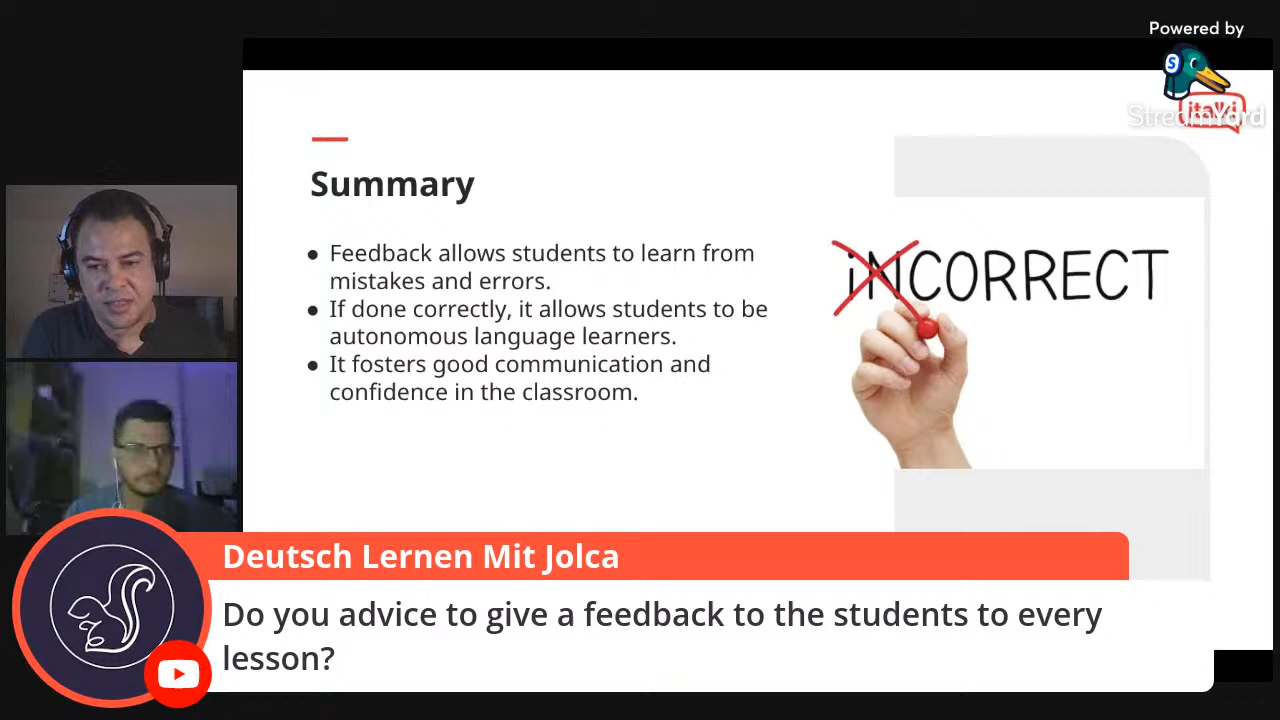 Powered by
S
StreamYard
italki
Summary
● Feedback allows students to learn from
mistakes and errors.
● If done correctly, it allows students to be
autonomous language learners.
● It fosters good communication and
confidence in the classroom.
iNCORRECT
Deutsch Lernen Mit Jolca
Do you advice to give a feedback to the students to every
lesson?